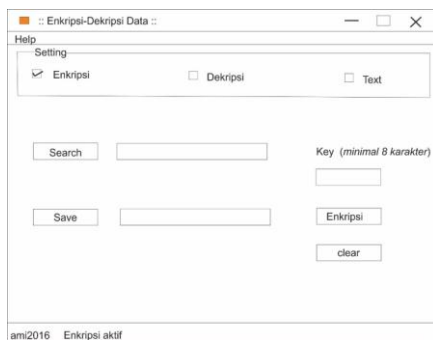 :: Enkripsi-Dekripsi Data ::
Help
Setting
Enkripsi Dekripsi Text
Search Key (minimal 8 karakter)
Save Enkripsi
clear
ami2016 Enkripsi aktif